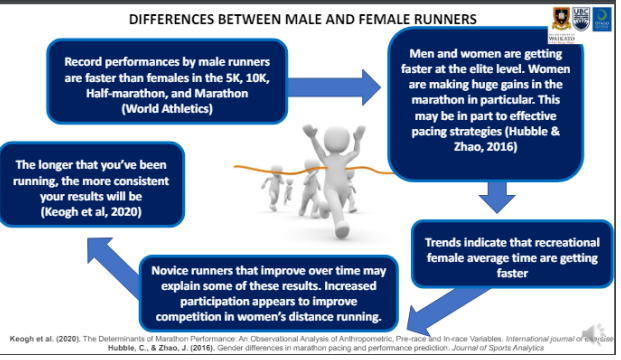 DIFFERENCES BETWEEN MALE AND FEMALE RUNNERS
WAIKATO
UBC
OTAGO
Record performances by male runners
are faster than females in the 5K, 10K,
Half-marathon, and Marathon
(World Athletics)
Men and women are getting
faster at the elite level. Women
are making huge gains in the
marathon in particular. This
may be in part to effective
pacing strategies (Hubble &
Zhao, 2016)
Trends indicate that recreational
female average time are getting
faster
Novice runners that improve over time may
explain some of these results. Increased
participation appears to improve
competition in women's distance running.
The longer that you've been
running, the more consistent
your results will be
(Keogh et al, 2020)
Keogh et al. (2020). The Determinants of Marathon Performance: An Observational Analysis of Anthropometric, Pre-race and In-race Variables. International journal of exercise
Hubble, C., & Zhao, J. (2016). Gender differences in marathon pacing and performance prediction. Journal of Sports Analytics